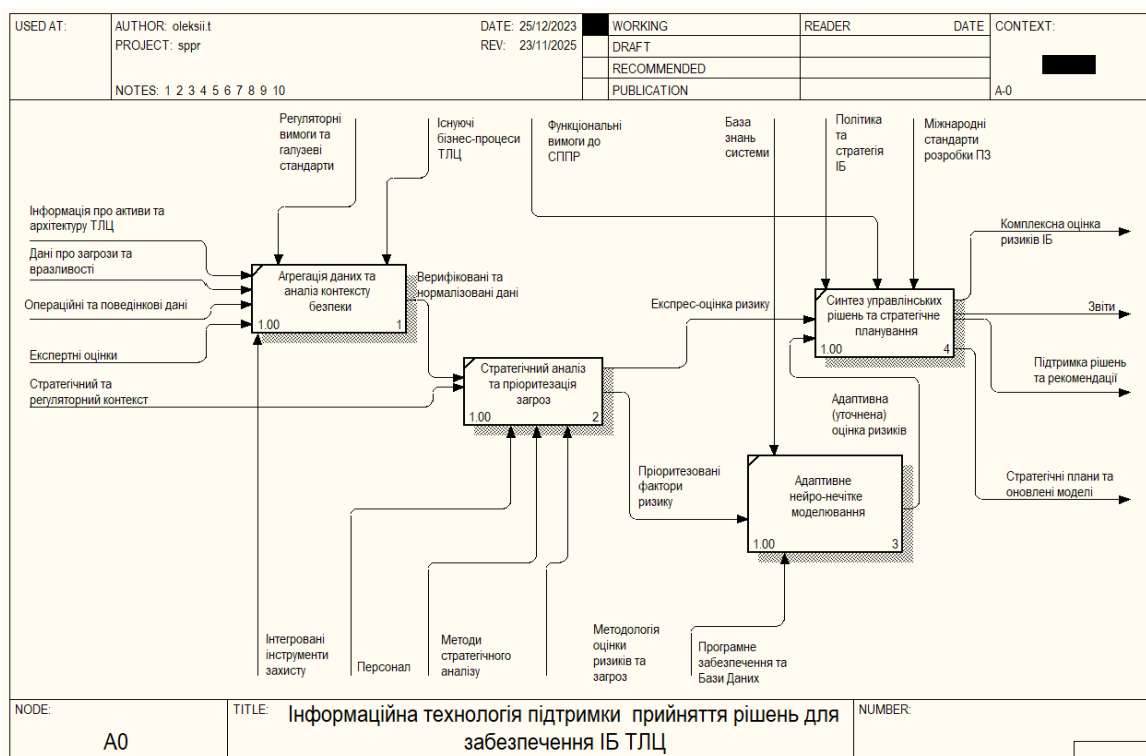 USED AT:
AUTHOR: oleksii.t
DATE: 25/12/2023
PROJECT: sppr
REV: 23/11/2025
NOTES: 1 2 3 4 5 6 7 8 9 10
WORKING
DRAFT
RECOMMENDED
PUBLICATION
READER
DATE
CONTEXT:
A-0
Регуляторні
вимоги та
галузеві
стандарти
Існуючі
бізнес-процеси
ТЛЦ
Функціональні
вимоги до
СППР
База
знань
системи
Політика
та
стратегія
ІБ
Міжнародні
стандарти
розробки ПЗ
Інформація про активи та
архітектуру ТЛЦ
Дані про загрози та
вразливості
Операційні та поведінкові дані
Експертні оцінки
Стратегічний та
регуляторний контекст
Агрегація даних та
аналіз контексту
безпеки
1.00
1
Верифіковані та
нормалізовані дані
Стратегічний аналіз
та пріоритезація
загроз
1.00
2
Експрес-оцінка ризику
Пріоритезовані
фактори
ризику
Адаптивне
нейро-нечітке
моделювання
1.00
3
Адаптивна
(уточнена)
оцінка ризиків
Синтез управлінських
рішень та стратегічне
планування
1.00
4
Комплексна оцінка
ризиків ІБ
Звіти
Підтримка рішень
та рекомендації
Стратегічні плани та
оновлені моделі
Інтегровані
інструменти
захисту
Персонал
Методи
стратегічного
аналізу
Методологія
оцінки
ризиків та
загроз
Програмне
забезпечення та
Бази Даних
NODE:
A0
TITLE:
Інформаційна технологія підтримки прийняття рішень для
забезпечення ІБ ТЛЦ
NUMBER: